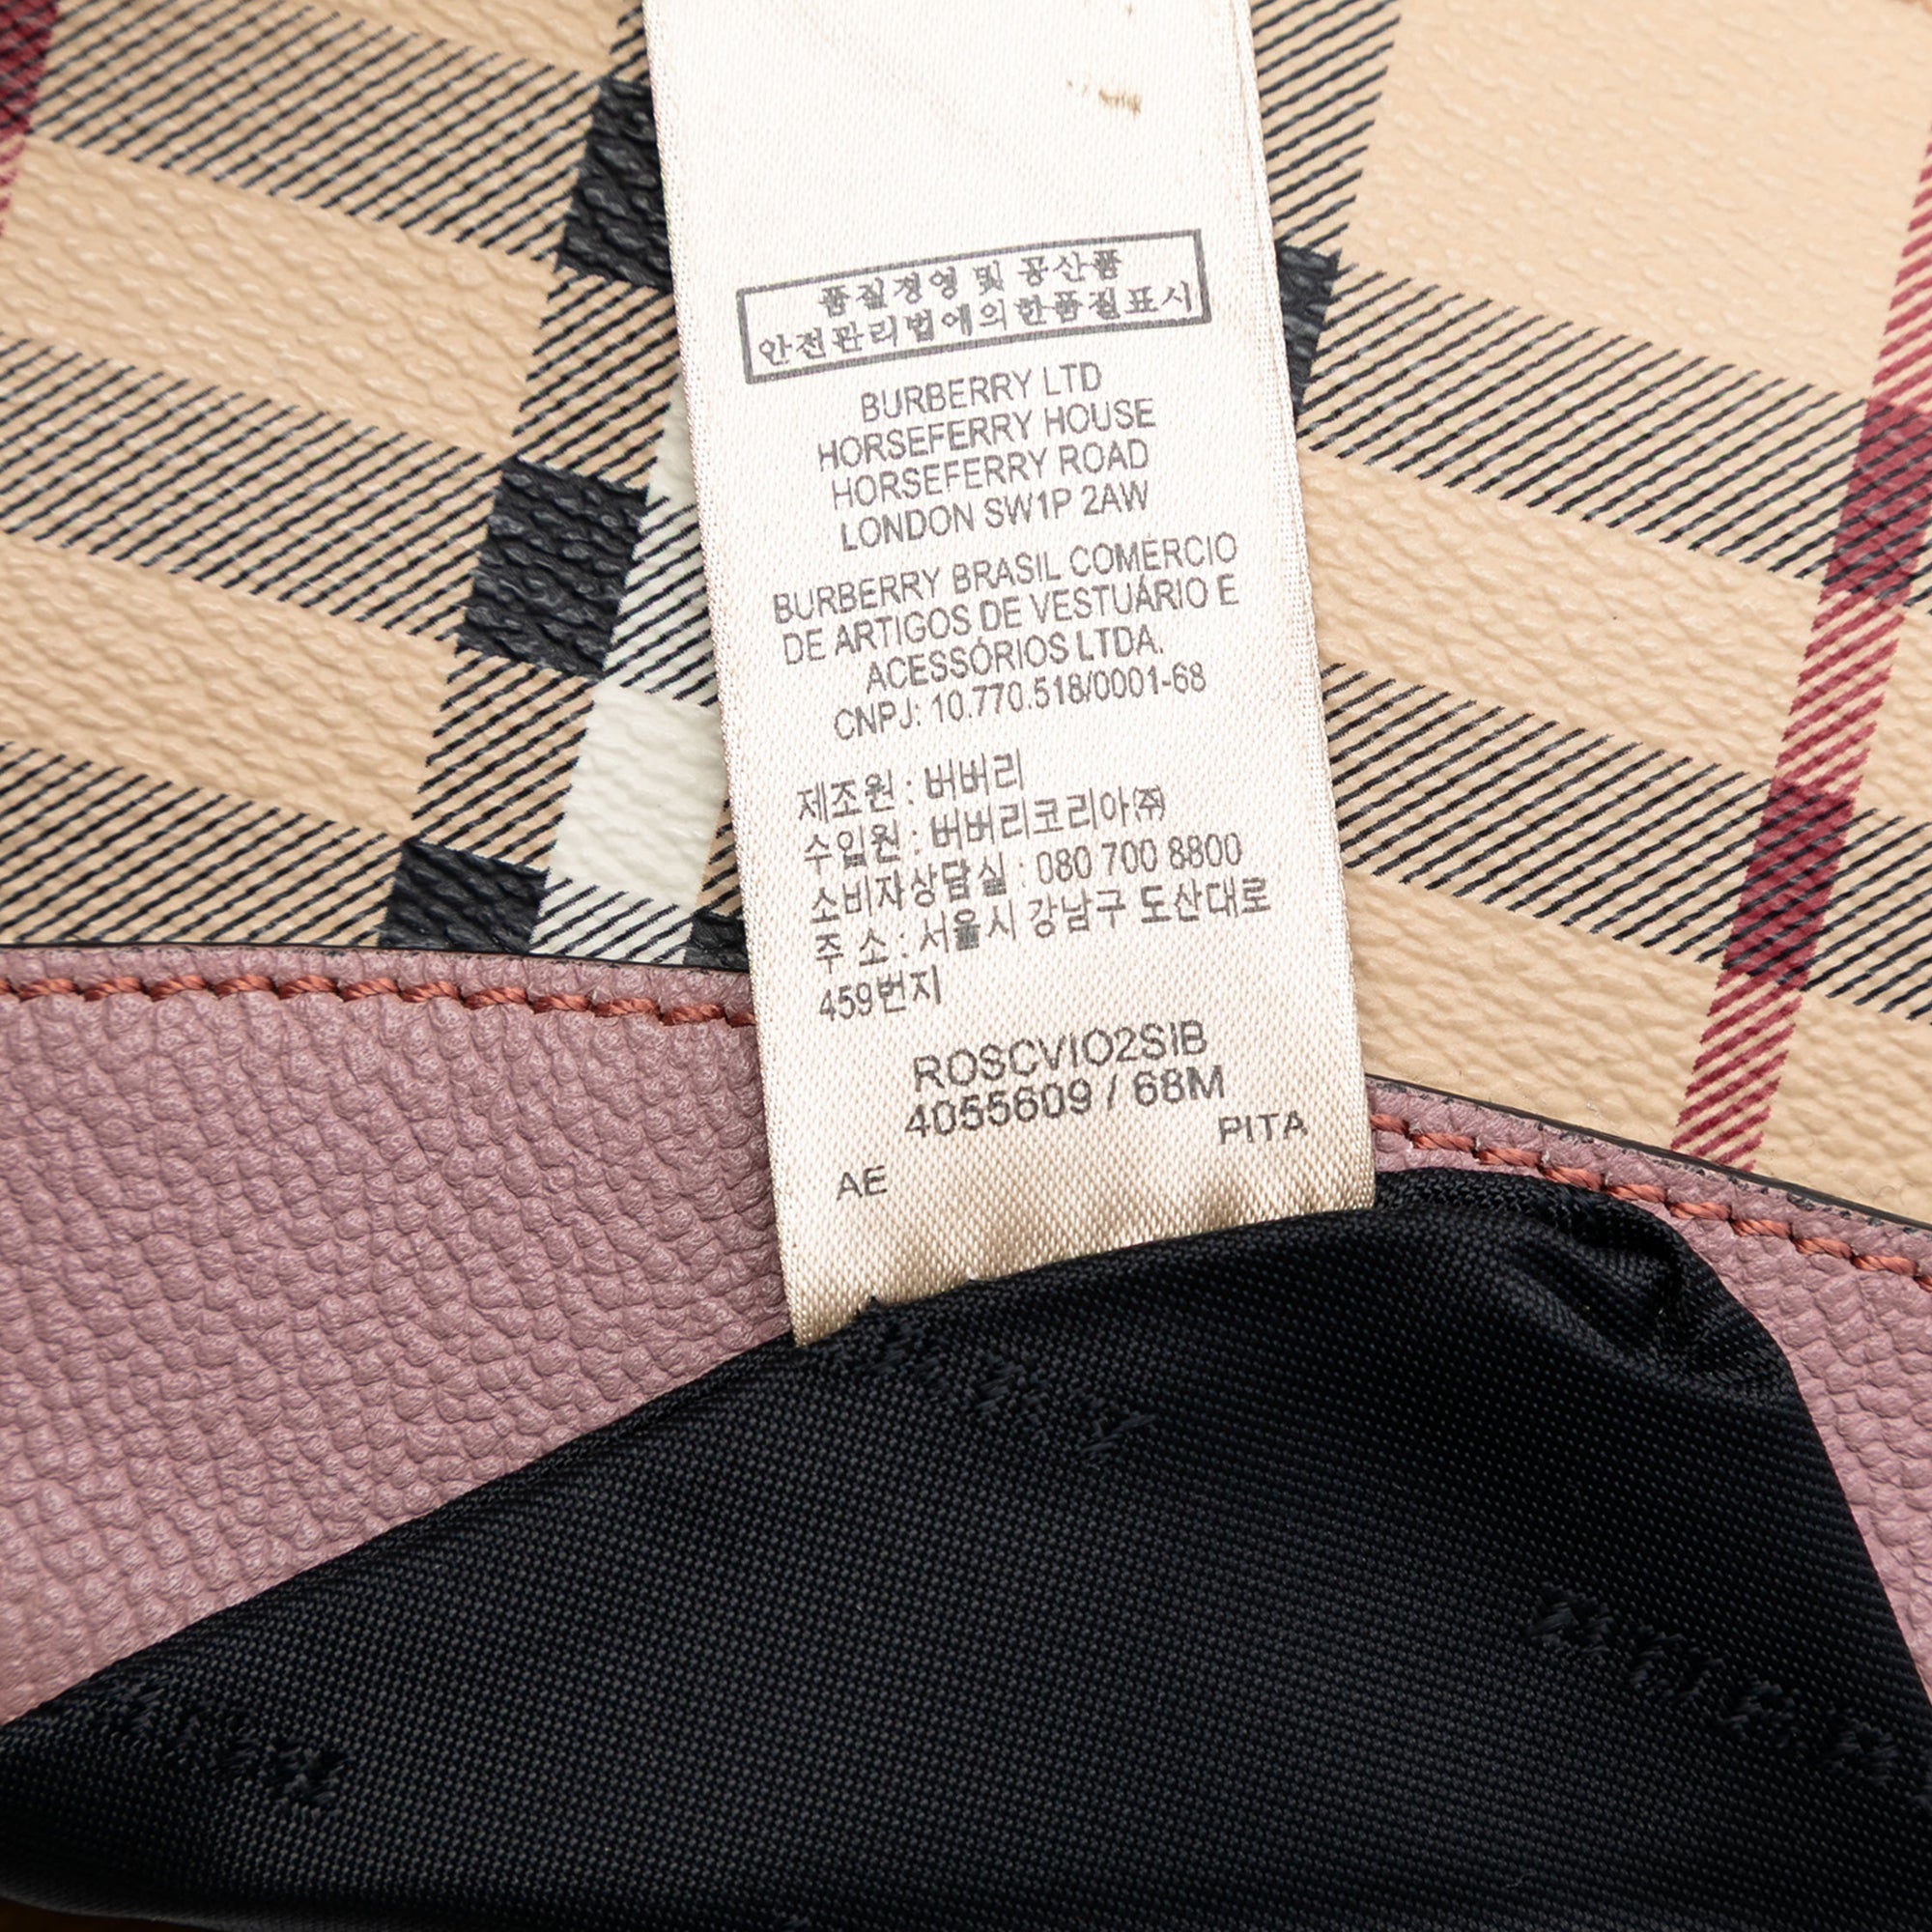 품질경영 및 공산품
안전관리법에의한품질표시
BURBERRY LTD
HORSEFERRY HOUSE
HORSEFERRY ROAD
LONDON SW1P 2AW
BURBERRY BRASIL COMÉRCIO
DE ARTIGOS DE VESTUÁRIO E
ACESSÓRIOS LTDA.
CNPJ: 10.770.518/0001-68
제조원 : 버버리
수입원 : 버버리코리아㈜
소비자상담실 : 080 700 8800
주 소 : 서울시 강남구 도산대로
459번지
ROSCVIO2SIB
4055609 / 68M
PITA
AE